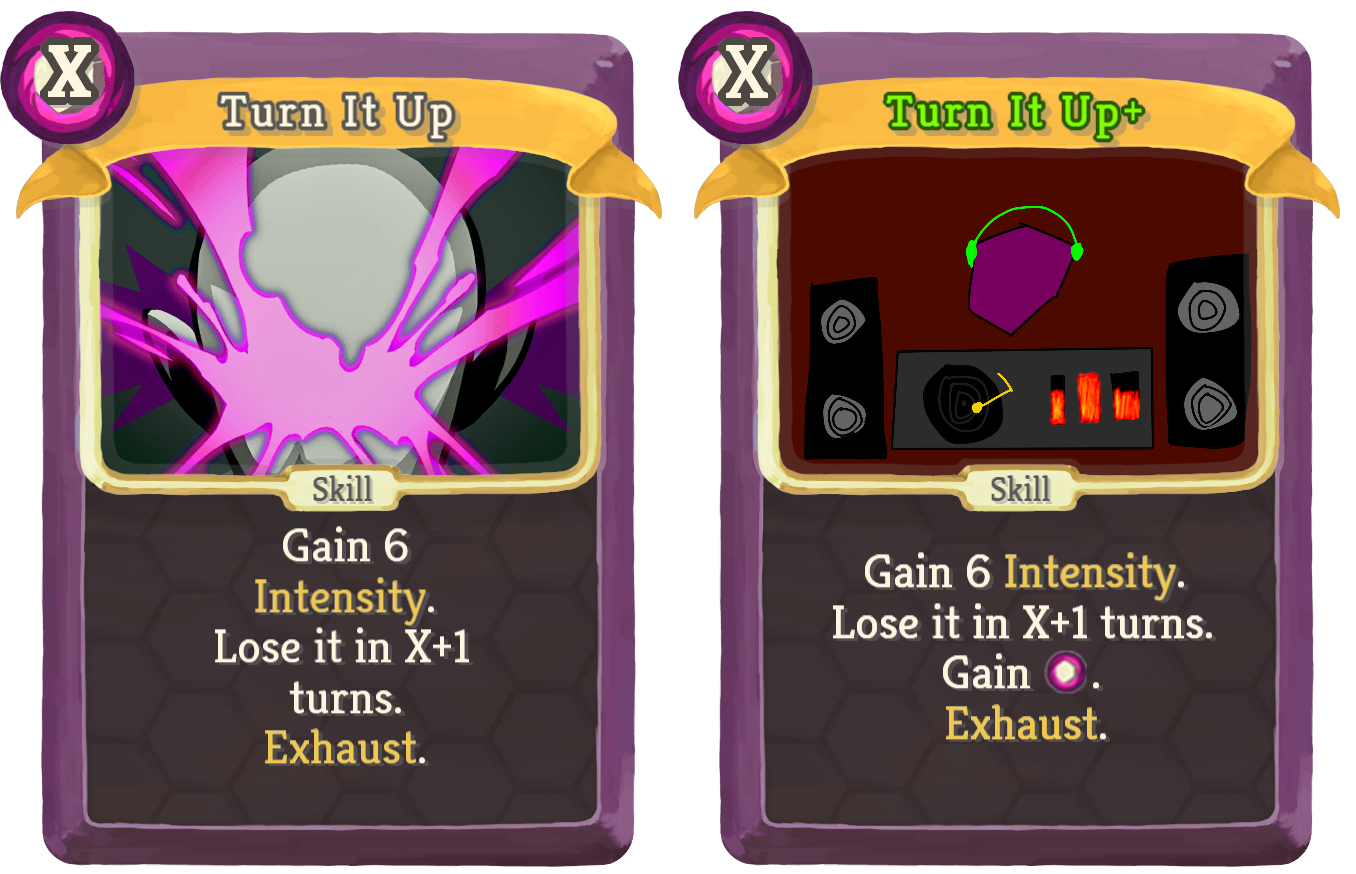 X
Turn It Up
Skill
Gain 6
Intensity.
Lose it in X+1
turns.
Exhaust.
X
Turn It Up+
Skill
Gain 6 Intensity.
Lose it in X+1 turns.
Gain .
Exhaust.